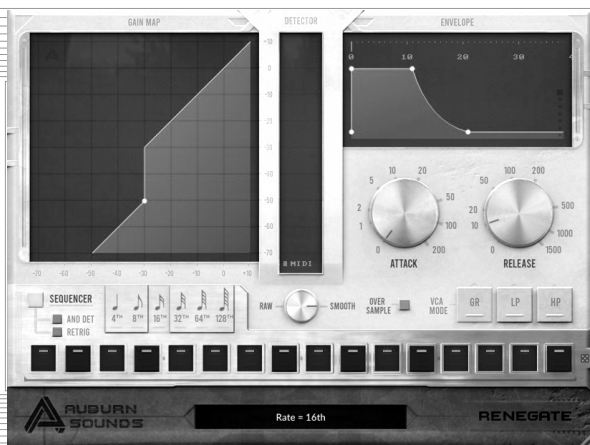 GAIN MAP
DETECTOR
ENVELOPE
+10
0
-10
-20
-30
-40
-50
-60
-70
-70 -60 -50 -40 -30 -20 -10 0 +10
MIDI
0 10 20 30 4
0 1 2 5 10 20 50 100 200
ATTACK
0 10 20 50 100 200 500 1000 1500
RELEASE
SEQUENCER
AND DET
RETRIG
4TH 8TH 16TH 32TH 64TH 128TH
RAW
SMOOTH
OVER
SAMPLE
VCA
MODE
GR
LP
HP
AUBURN
SOUNDS
Rate = 16th
RENEGATE